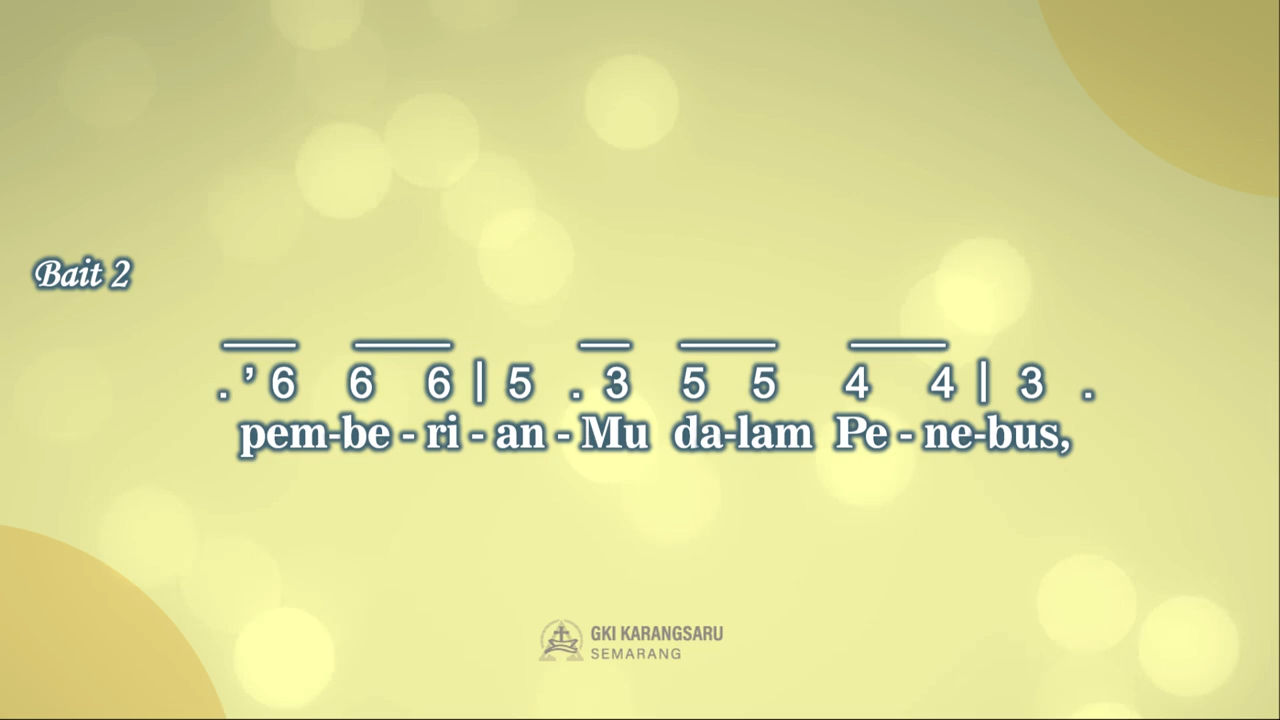 Bait 2
. ’ 6 6 6 | 5 . 3 5 5 4 4 | 3 .
pem-be - ri - an - Mu da-lam Pe - ne-bus,
GKI KARANGSARU
SEMARANG